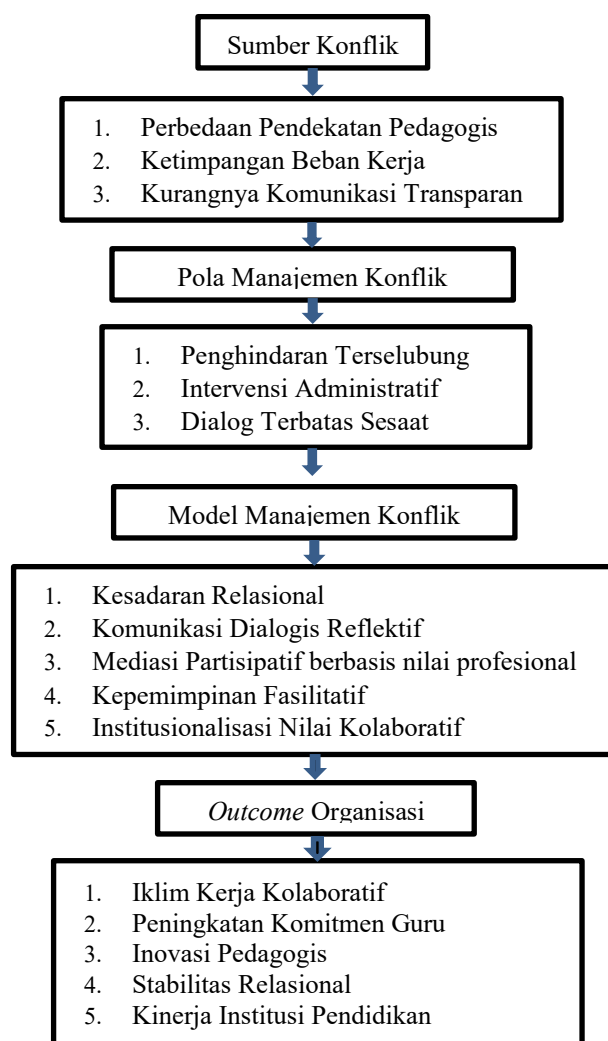 Sumber Konflik
1. Perbedaan Pendekatan Pedagogis
2. Ketimpangan Beban Kerja
3. Kurangnya Komunikasi Transparan
Pola Manajemen Konflik
1. Penghindaran Terselubung
2. Intervensi Administratif
3. Dialog Terbatas Sesaat
Model Manajemen Konflik
1. Kesadaran Relasional
2. Komunikasi Dialogis Reflektif
3. Mediasi Partisipatif berbasis nilai profesional
4. Kepemimpinan Fasilitatif
5. Institusionalisasi Nilai Kolaboratif
Outcome Organisasi
1. Iklim Kerja Kolaboratif
2. Peningkatan Komitmen Guru
3. Inovasi Pedagogis
4. Stabilitas Relasional
5. Kinerja Institusi Pendidikan